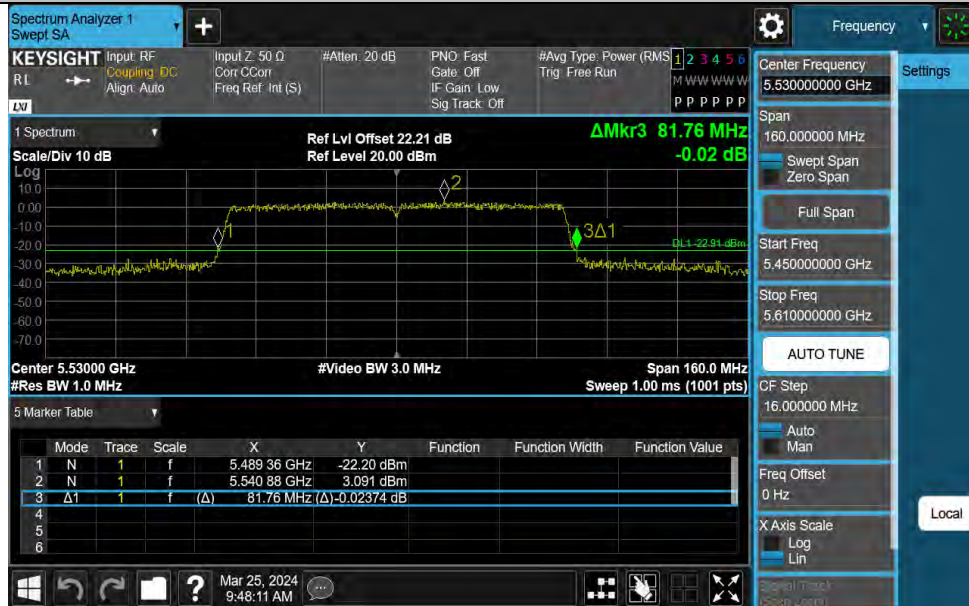 Spectrum Analyzer 1
Swept SA
+
Frequency
KEYSIGHT
RL
LXI
Input: RF
Coupling: DC
Align: Auto
Input Z: 50 Ω
Corr CCorr
Freq Ref: Int (S)
#Atten: 20 dB
PNO: Fast
Gate: Off
IF Gain: Low
Sig Track: Off
#Avg Type: Power (RMS
Trig: Free Run
1 2 3 4 5 6
M W W W W W
P P P P P P
1 Spectrum
Scale/Div 10 dB
Ref Lvl Offset 22.21 dB
Ref Level 20.00 dBm
ΔMkr3 81.76 MHz
-0.02 dB
Log
10.0
0.00
-10.0
-20.0
-30.0
-40.0
-50.0
-60.0
-70.0
1
2
3Δ1
DL1 -22.91 dBm
Center 5.53000 GHz
#Video BW 3.0 MHz
Span 160.0 MHz
#Res BW 1.0 MHz
Sweep 1.00 ms (1001 pts)
5 Marker Table
Mode Trace Scale X Y Function Function Width Function Value
1 N 1 f 5.489 36 GHz -22.20 dBm
2 N 1 f 5.540 88 GHz 3.091 dBm
3 Δ1 1 f (Δ) 81.76 MHz (Δ) -0.02374 dB
4
5
6
?
Mar 25, 2024
9:48:11 AM
Center Frequency
5.530000000 GHz
Span
160.000000 MHz
Swept Span
Zero Span
Full Span
Start Freq
5.450000000 GHz
Stop Freq
5.610000000 GHz
AUTO TUNE
CF Step
16.000000 MHz
Auto
Man
Freq Offset
0 Hz
X Axis Scale
Log
Lin
Signal Track
(Span Zoom)
Settings
Local